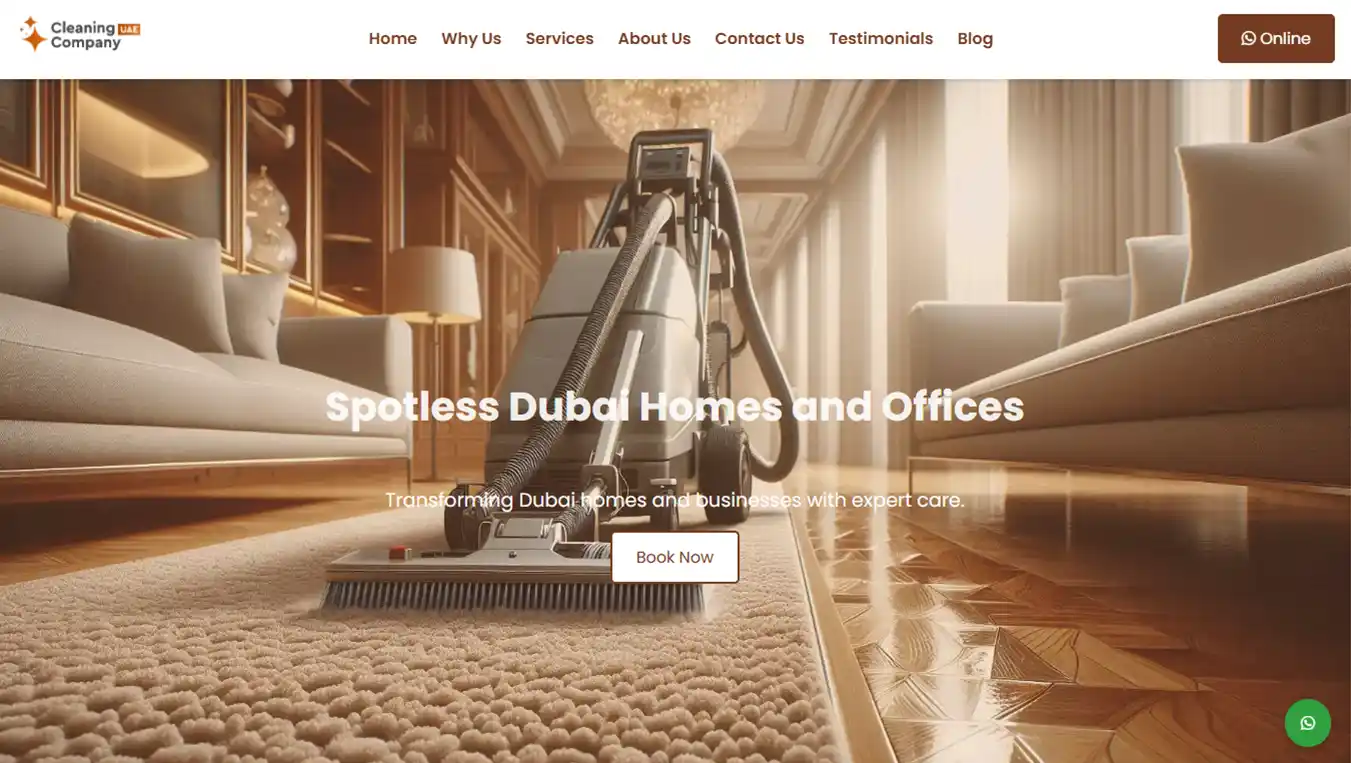 Cleaning UAE
Company
Home Why Us Services About Us Contact Us Testimonials Blog
Online
Spotless Dubai Homes and Offices
Transforming Dubai homes and businesses with expert care.
Book Now